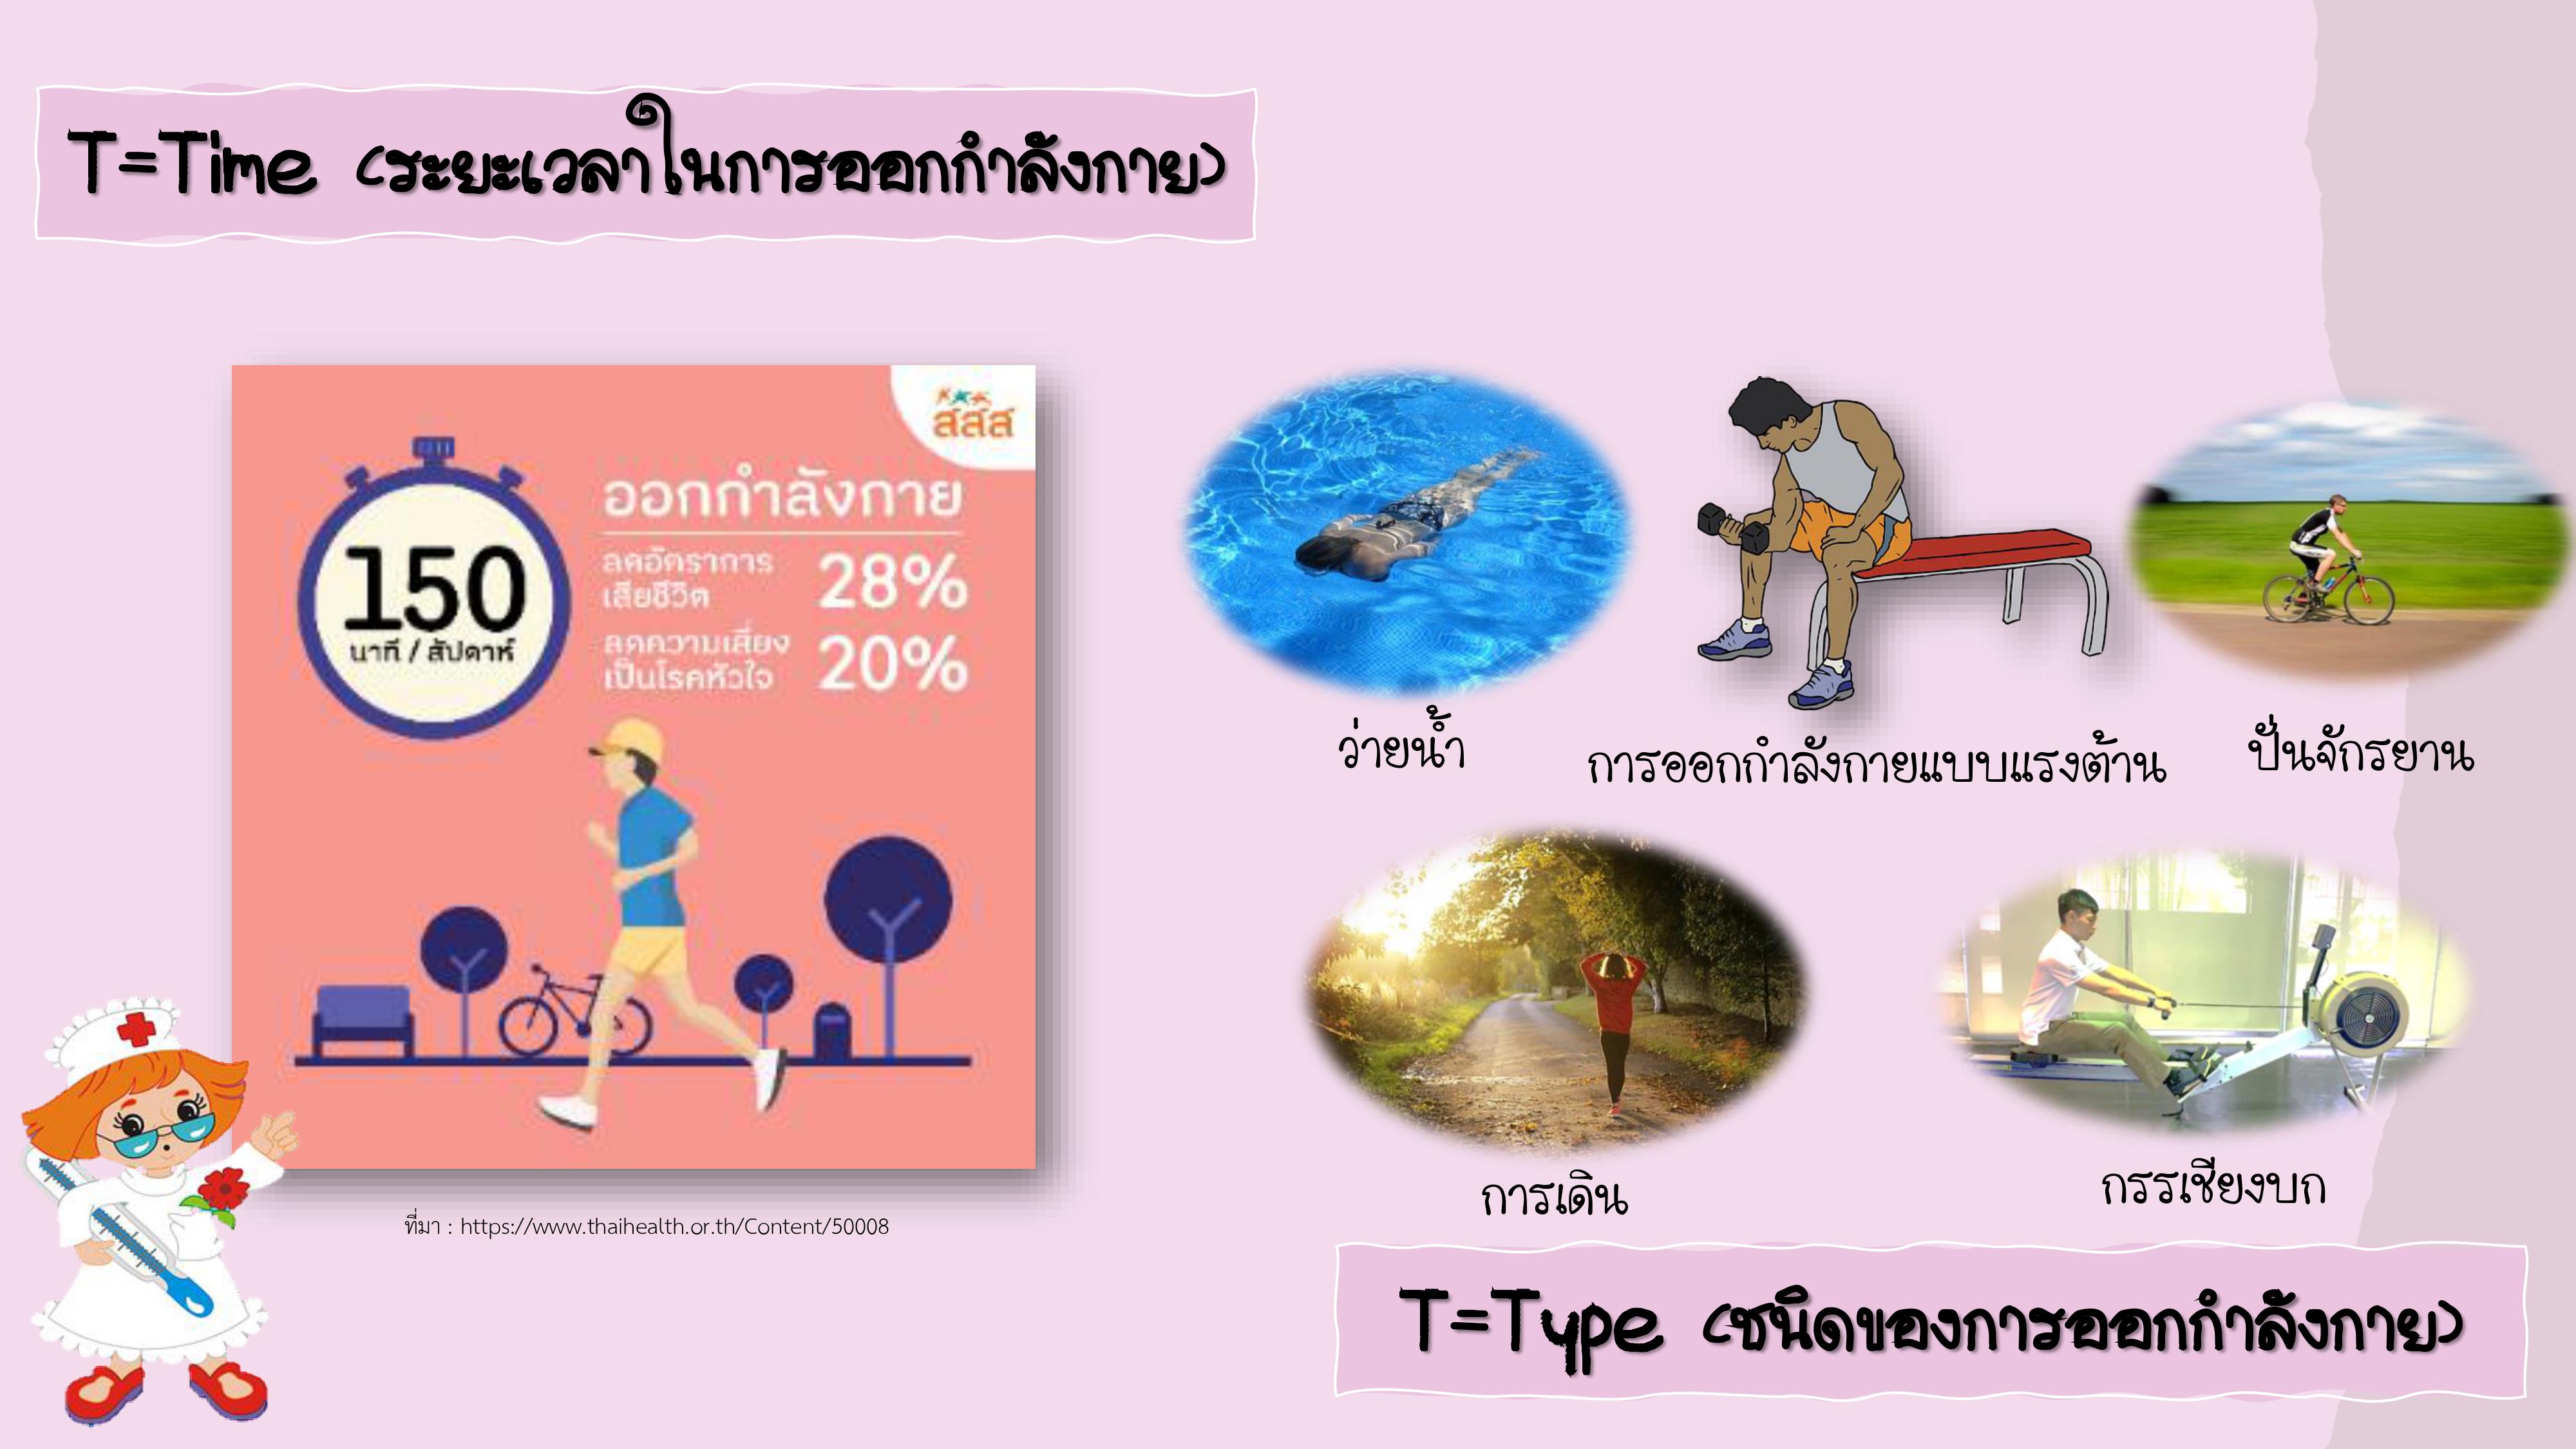 T=Time (ระยะเวลาในการออกกำลังกาย)
สสส
ออกกำลังกาย
150
นาที / สัปดาห์
ลดอัตราการ
เสียชีวิต
28%
ลดความเสี่ยง
เป็นโรคหัวใจ
20%
ที่มา : https://www.thaihealth.or.th/Content/50008
ว่ายน้ำ
การออกกำลังกายแบบแรงต้าน
ปั่นจักรยาน
การเดิน
กรรเชียงบก
T=Type (ชนิดของการออกกำลังกาย)